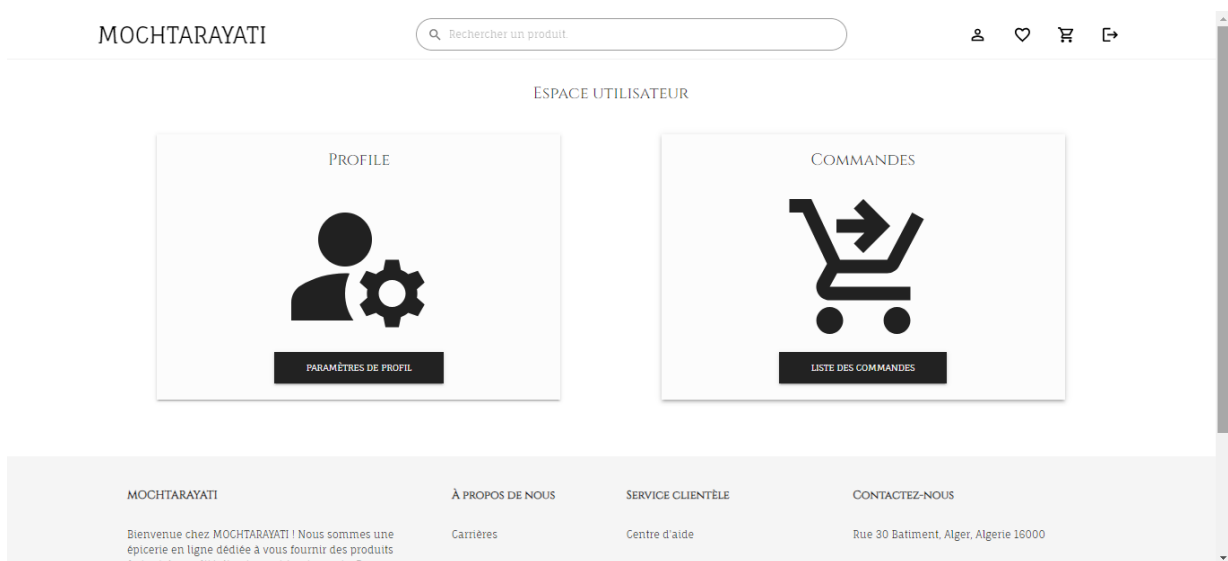 MOCHTARAYATI
Rechercher un produit.
Espace utilisateur
Profile
Commandes
PARAMÈTRES DE PROFIL
LISTE DES COMMANDES
MOCHTARAYATI
Bienvenue chez MOCHTARAYATI ! Nous sommes une
épicerie en ligne dédiée à vous fournir des produits
À propos de nous
Carrières
Service clientèle
Centre d'aide
Contactez-nous
Rue 30 Batiment, Alger, Algerie 16000